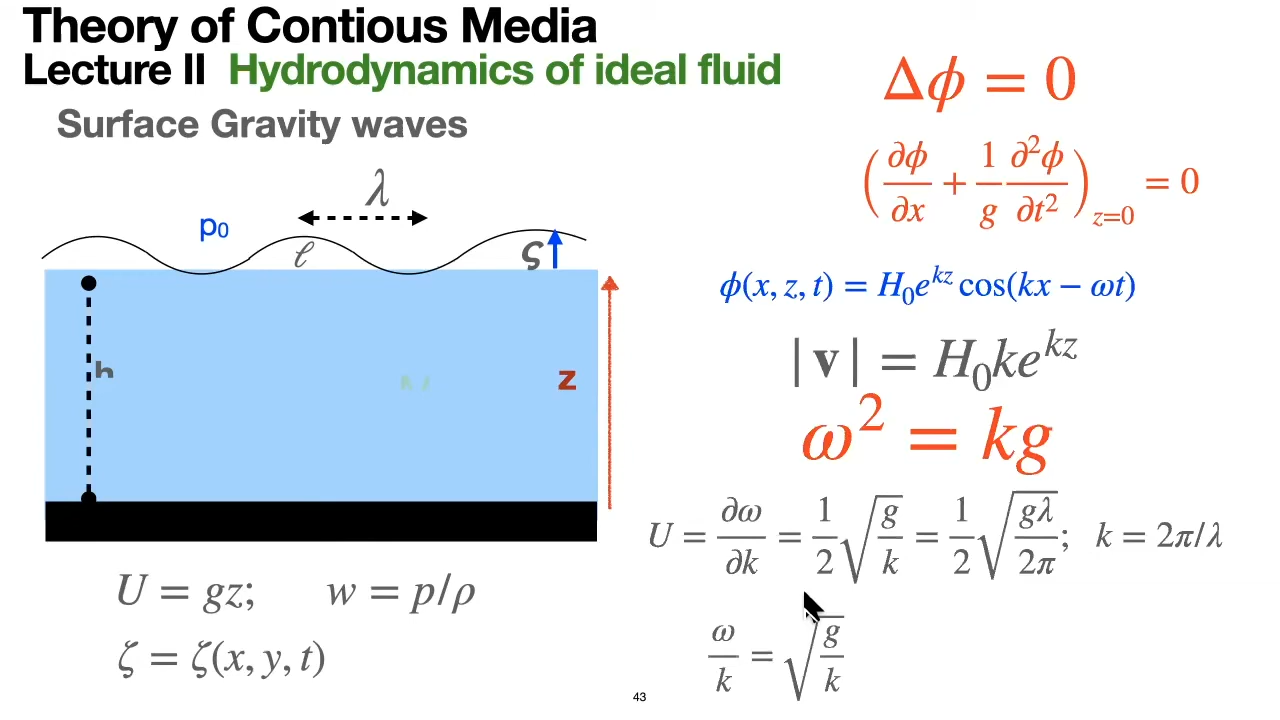 Theory of Contious Media
Lecture II Hydrodynamics of ideal fluid
Surface Gravity waves
Δϕ = 0
(∂ϕ/∂x + 1/g ∂²ϕ/∂t²)_{z=0} = 0
λ
p₀
ℓ
ς
ϕ(x, z, t) = H₀e^{kz} cos(kx − ωt)
h
z
|v| = H₀ke^{kz}
ω² = kg
U = ∂ω/∂k = 1/2 √(g/k) = 1/2 √(gλ/2π); k = 2π/λ
U = gz; w = p/ρ
ω/k = √(g/k)
ζ = ζ(x, y, t)
43